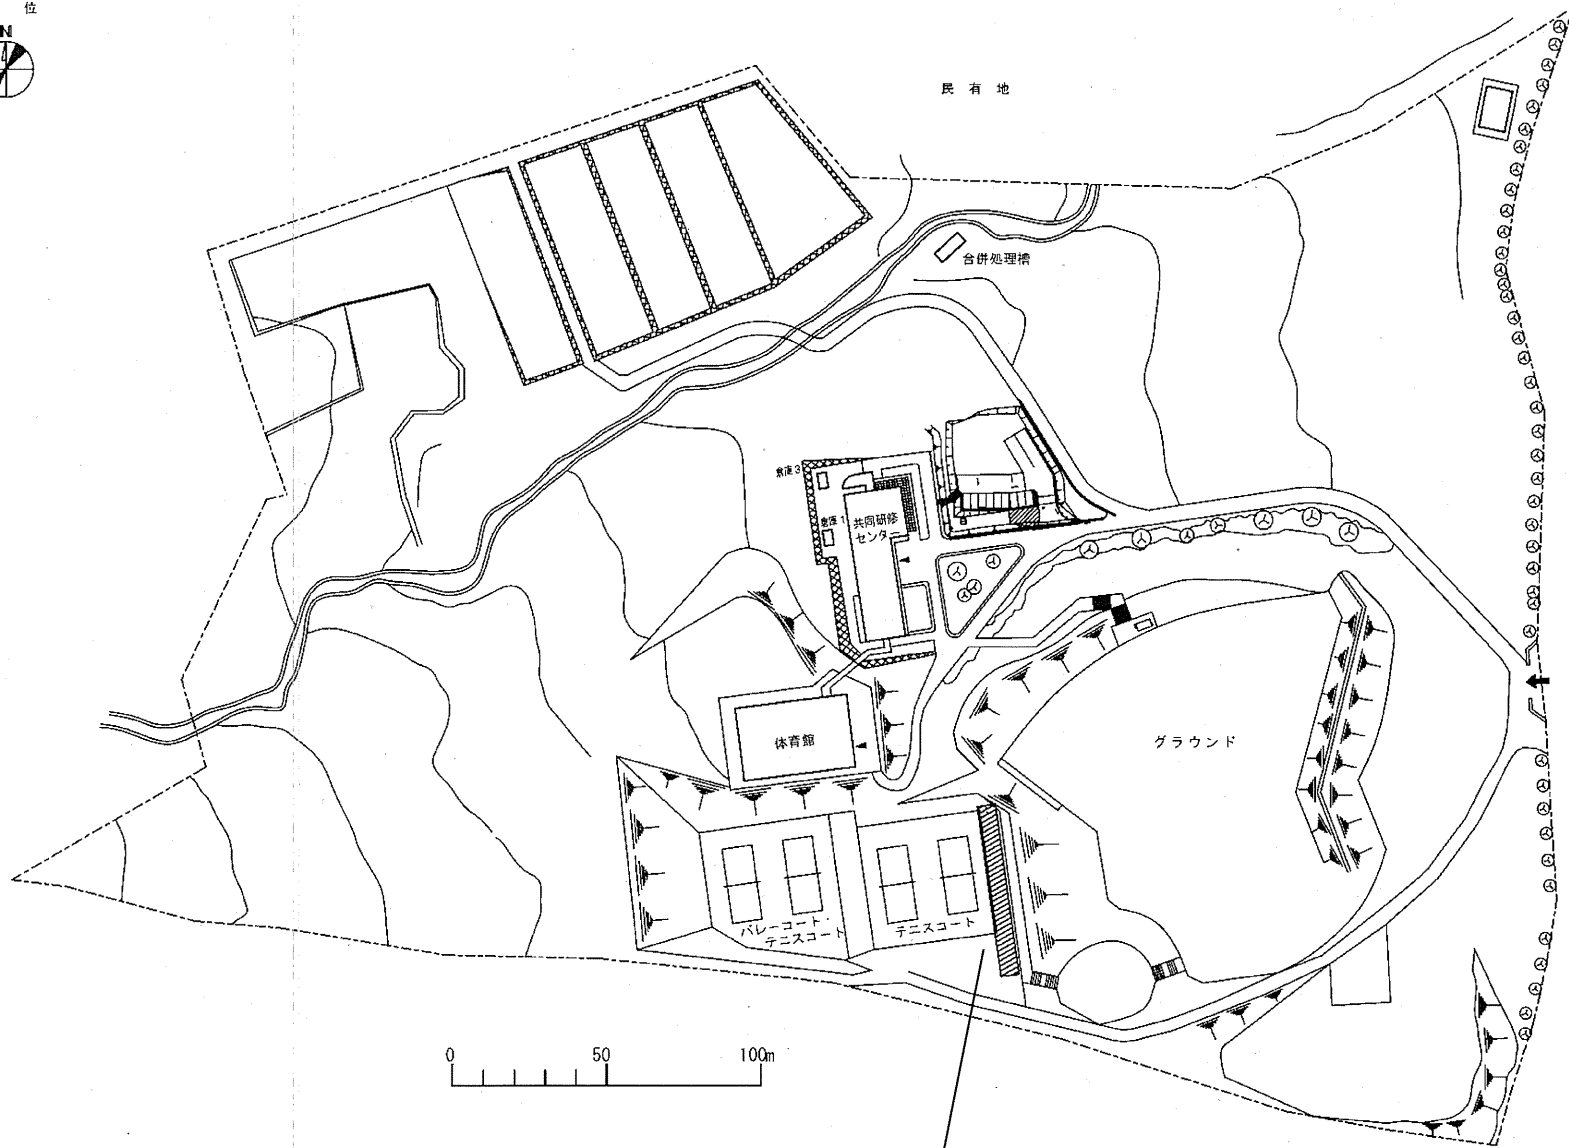 位
N
民 有 地
合併処理槽
倉庫3
倉庫1
共同研修
センター
体育館
グラウンド
バレーコート・
テニスコート
テニスコート
0 50 100m